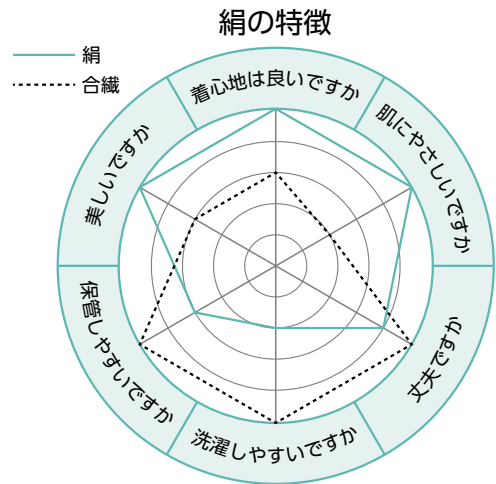 絹の特徴
絹
合繊
着心地は良いですか
肌にやさしいですか
丈夫ですか
洗濯しやすいですか
保管しやすいですか
美しいですか